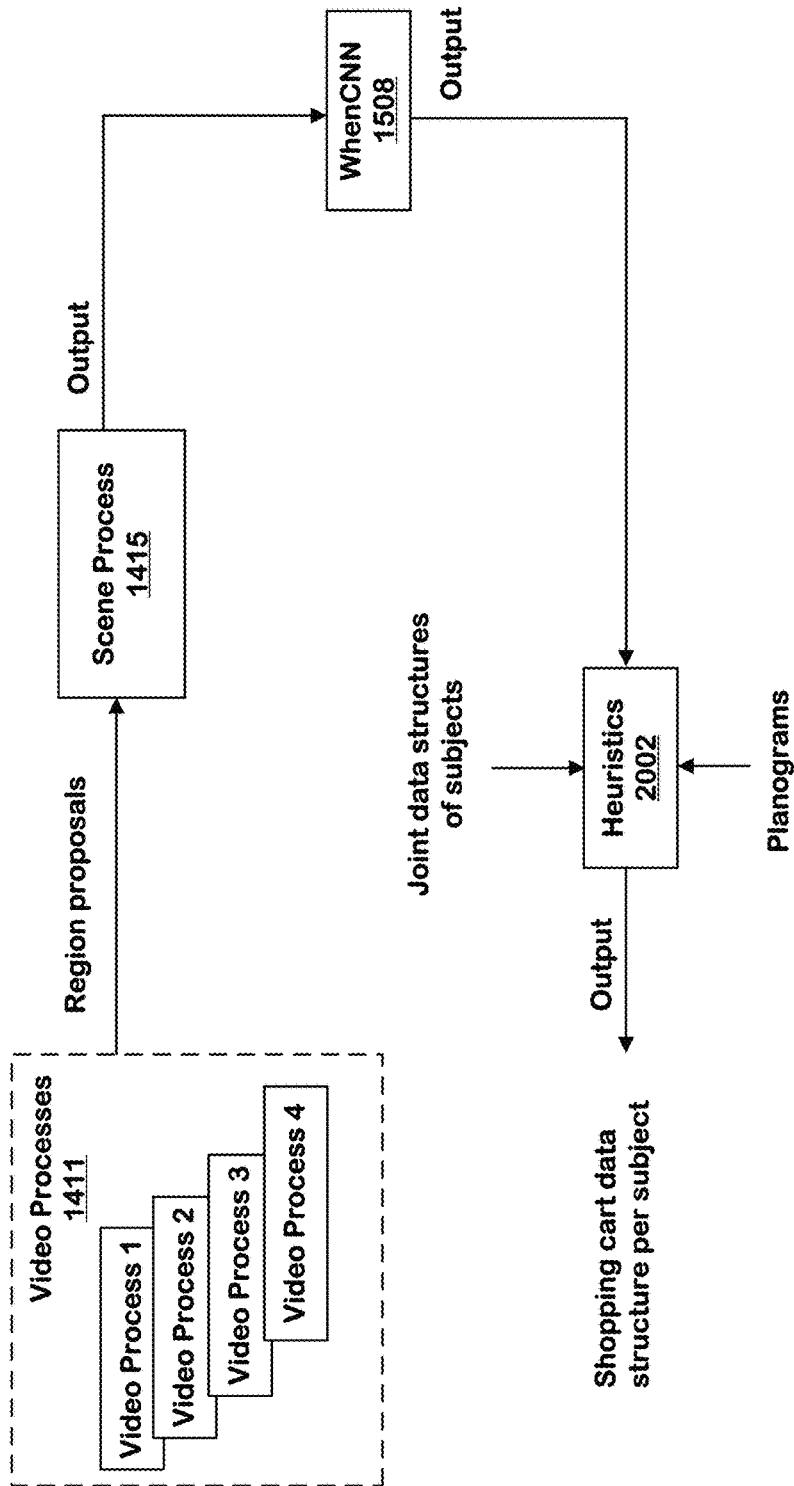 Video Processes
1411
Video Process 1
Video Process 2
Video Process 3
Video Process 4
Region proposals
Scene Process
1415
Output
WhenCNN
1508
Output
Joint data structures
of subjects
Heuristics
2002
Planograms
Output
Shopping cart data
structure per subject